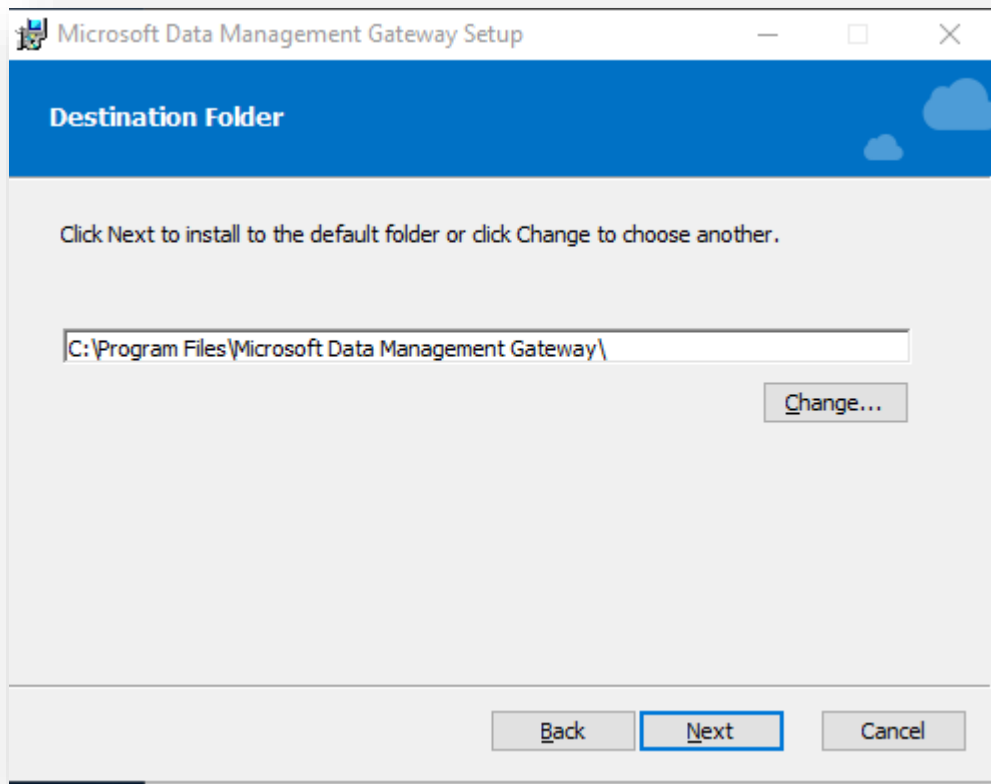 Microsoft Data Management Gateway Setup
Destination Folder
Click Next to install to the default folder or click Change to choose another.
C:\Program Files\Microsoft Data Management Gateway\
Change...
Back Next Cancel